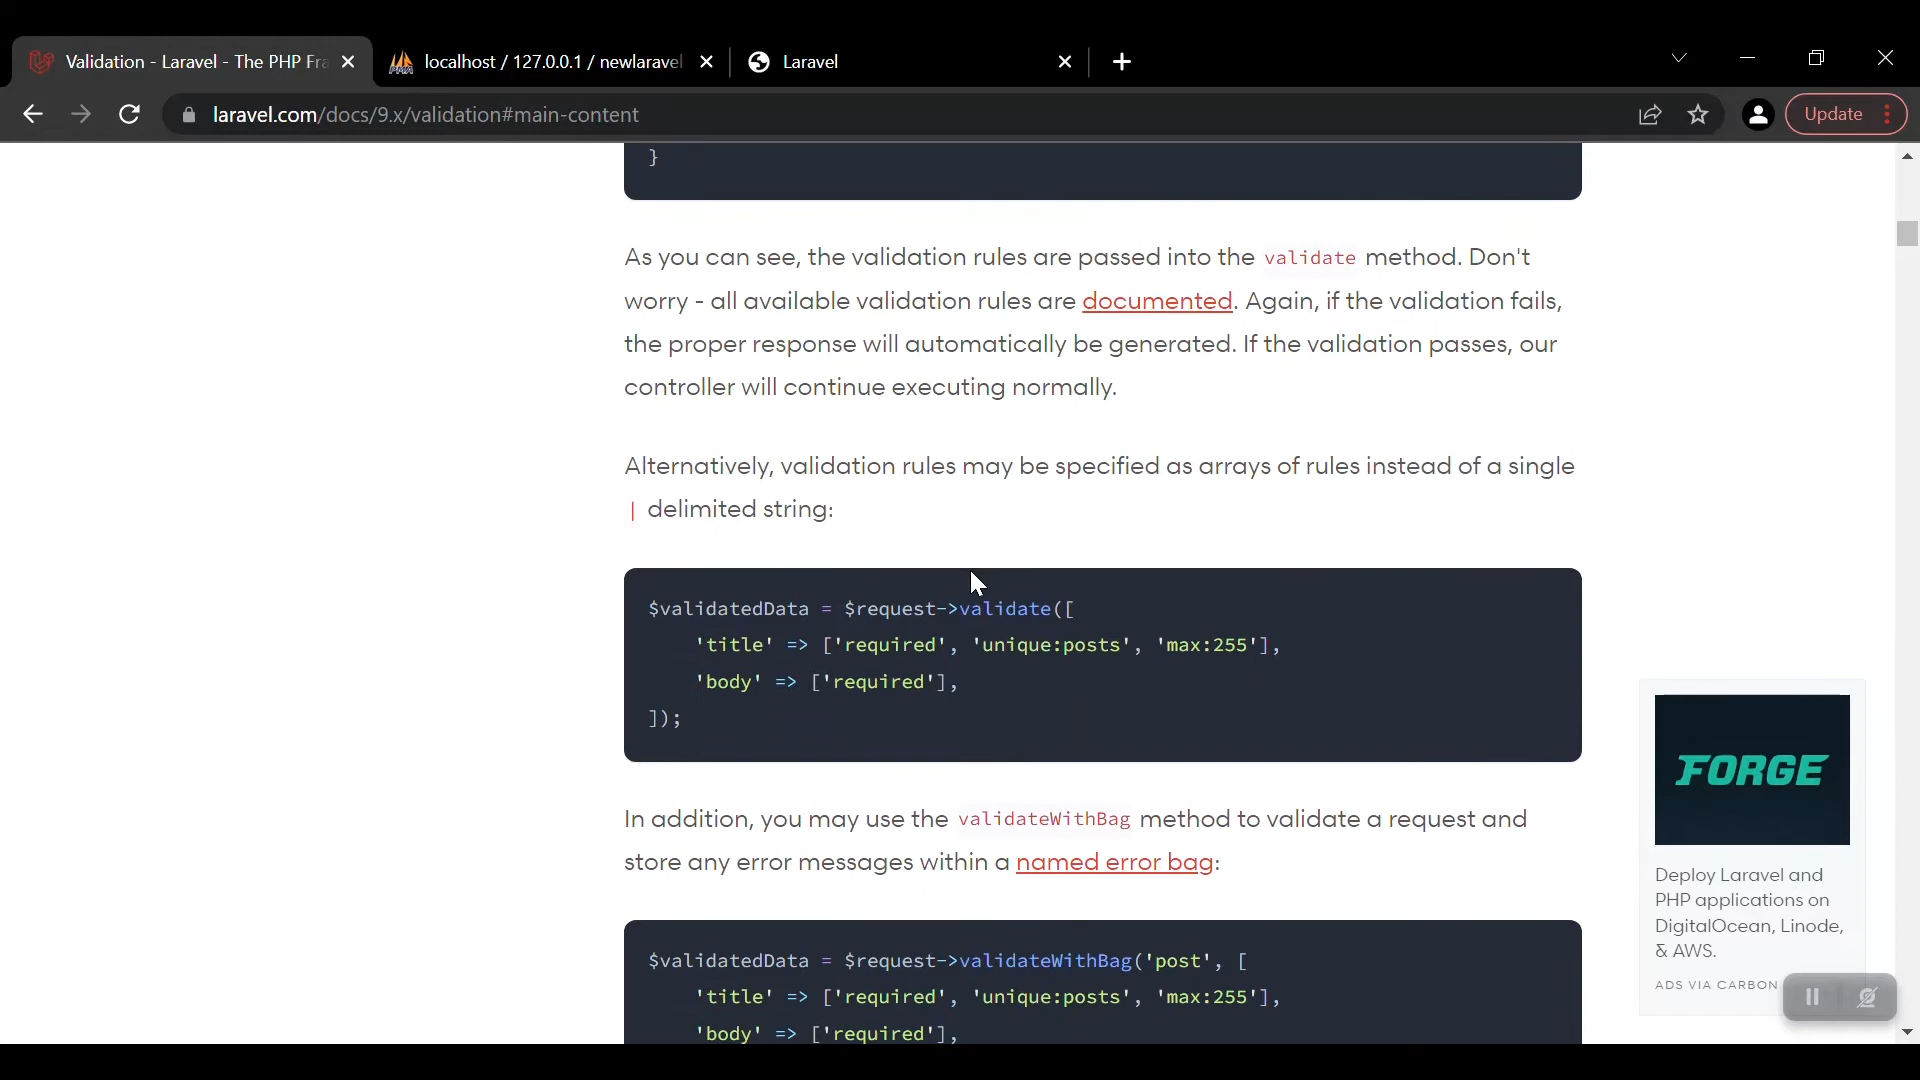 Validation - Laravel - The PHP Fra
localhost / 127.0.0.1 / newlaravel
Laravel
laravel.com/docs/9.x/validation#main-content
Update
}
As you can see, the validation rules are passed into the validate method. Don't
worry - all available validation rules are documented. Again, if the validation fails,
the proper response will automatically be generated. If the validation passes, our
controller will continue executing normally.
Alternatively, validation rules may be specified as arrays of rules instead of a single
| delimited string:
$validatedData = $request->validate([
'title' => ['required', 'unique:posts', 'max:255'],
'body' => ['required'],
]);
In addition, you may use the validateWithBag method to validate a request and
store any error messages within a named error bag:
$validatedData = $request->validateWithBag('post', [
'title' => ['required', 'unique:posts', 'max:255'],
'body' => ['required'],
FORGE
Deploy Laravel and
PHP applications on
DigitalOcean, Linode,
& AWS.
ADS VIA CARBON